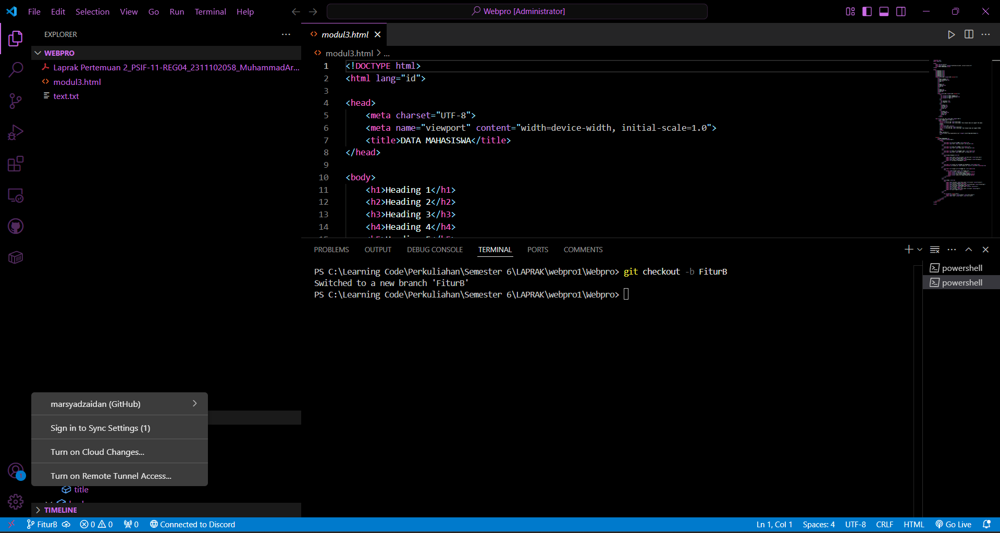 File Edit Selection View Go Run Terminal Help
Webpro [Administrator]
EXPLORER
WEBPRO
Laprak Pertemuan 2_PSIF-11-REG04_2311102058_MuhammadAr...
modul3.html
text.txt
modul3.html
modul3.html > ...
1 <!DOCTYPE html>
2 <html lang="id">
3
4 <head>
5 <meta charset="UTF-8">
6 <meta name="viewport" content="width=device-width, initial-scale=1.0">
7 <title>DATA MAHASISWA</title>
8 </head>
9
10 <body>
11 <h1>Heading 1</h1>
12 <h2>Heading 2</h2>
13 <h3>Heading 3</h3>
14 <h4>Heading 4</h4>
PROBLEMS OUTPUT DEBUG CONSOLE TERMINAL PORTS COMMENTS
PS C:\Learning Code\Perkuliahan\Semester 6\LAPRAK\webpro1\Webpro> git checkout -b FiturB
Switched to a new branch 'FiturB'
PS C:\Learning Code\Perkuliahan\Semester 6\LAPRAK\webpro1\Webpro>
powershell
powershell
marsyadzaidan (GitHub)
Sign in to Sync Settings (1)
Turn on Cloud Changes...
Turn on Remote Tunnel Access...
1
title
TIMELINE
FiturB 0 0 0 Connected to Discord
Ln 1, Col 1 Spaces: 4 UTF-8 CRLF HTML Go Live